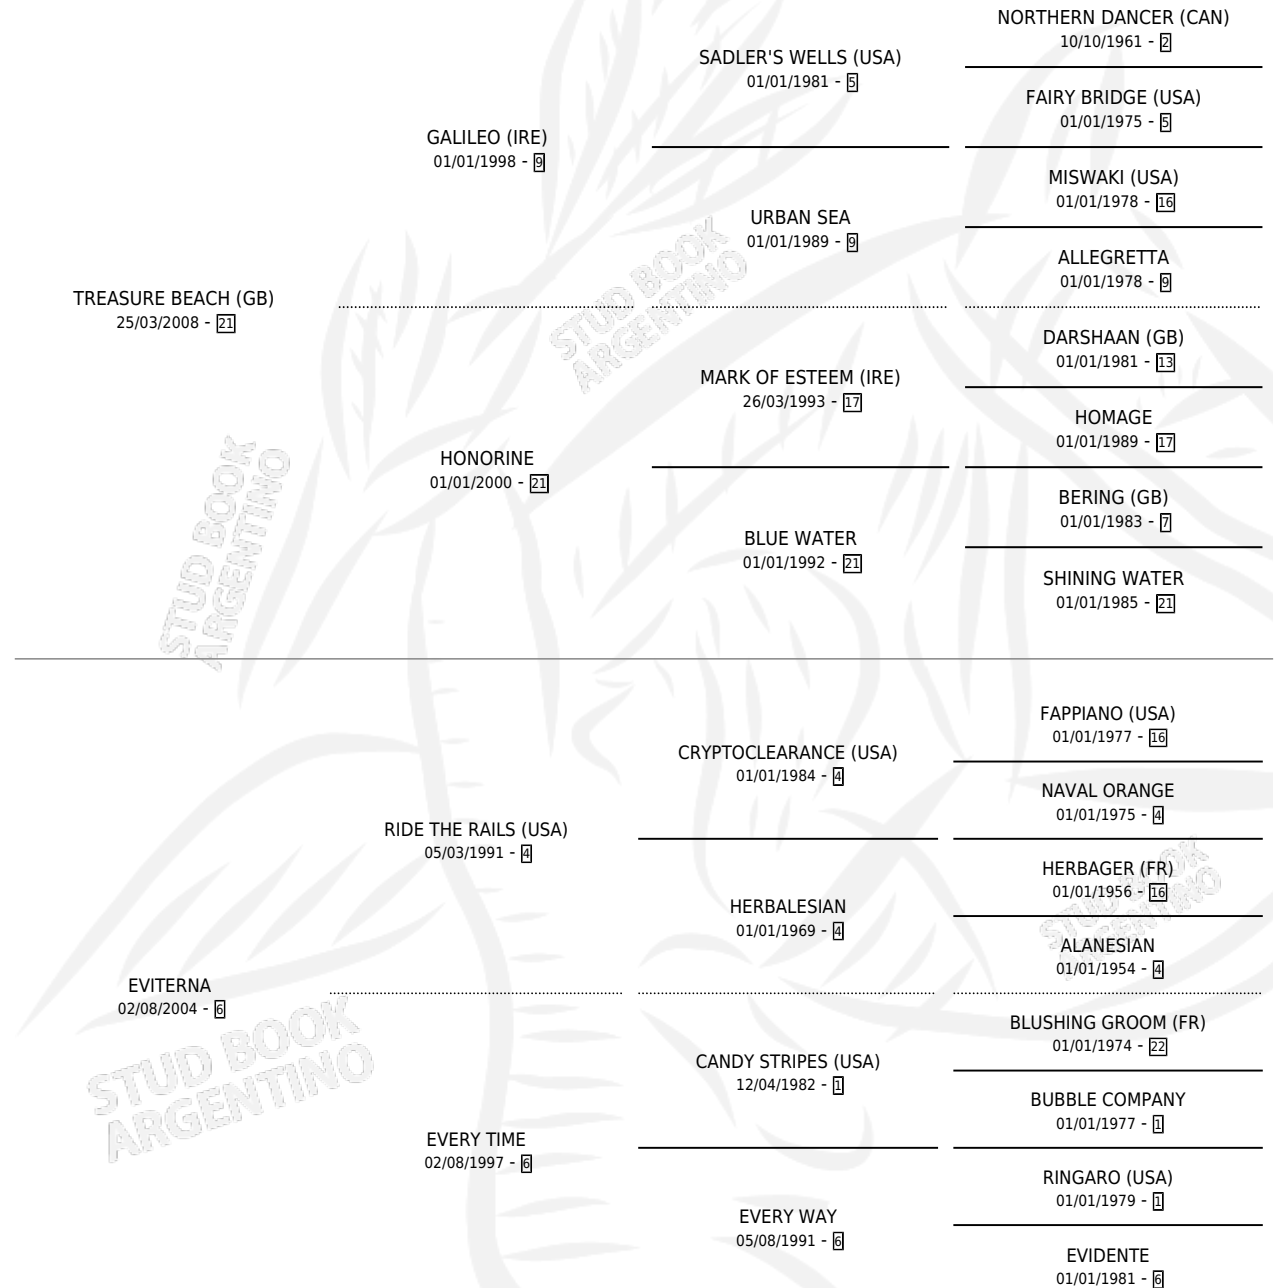 NORTHERN DANCER (CAN)
10/10/1961 - 2
SADLER'S WELLS (USA)
01/01/1981 - 5
FAIRY BRIDGE (USA)
01/01/1975 - 5
GALILEO (IRE)
01/01/1998 - 9
MISWAKI (USA)
01/01/1978 - 16
URBAN SEA
01/01/1989 - 9
ALLEGRETTA
01/01/1978 - 9
TREASURE BEACH (GB)
25/03/2008 - 21
STUD BOOK
ARGENTINO
DARSHAAN (GB)
01/01/1981 - 13
MARK OF ESTEEM (IRE)
26/03/1993 - 17
HOMAGE
01/01/1989 - 17
HONORINE
01/01/2000 - 21
BERING (GB)
01/01/1983 - 7
BLUE WATER
01/01/1992 - 21
SHINING WATER
01/01/1985 - 21
STUD BOOK
ARGENTINO
FAPPIANO (USA)
01/01/1977 - 16
CRYPTOCLEARANCE (USA)
01/01/1984 - 4
NAVAL ORANGE
01/01/1975 - 4
RIDE THE RAILS (USA)
05/03/1991 - 4
HERBAGER (FR)
01/01/1956 - 16
HERBALESIAN
01/01/1969 - 4
STUD BOOK
ARGENTINO
ALANESIAN
01/01/1954 - 4
EVITERNA
02/08/2004 - 6
BLUSHING GROOM (FR)
01/01/1974 - 22
CANDY STRIPES (USA)
12/04/1982 - 1
BUBBLE COMPANY
01/01/1977 - 1
STUD BOOK
ARGENTINO
EVERY TIME
02/08/1997 - 6
RINGARO (USA)
01/01/1979 - 1
EVERY WAY
05/08/1991 - 6
EVIDENTE
01/01/1981 - 6